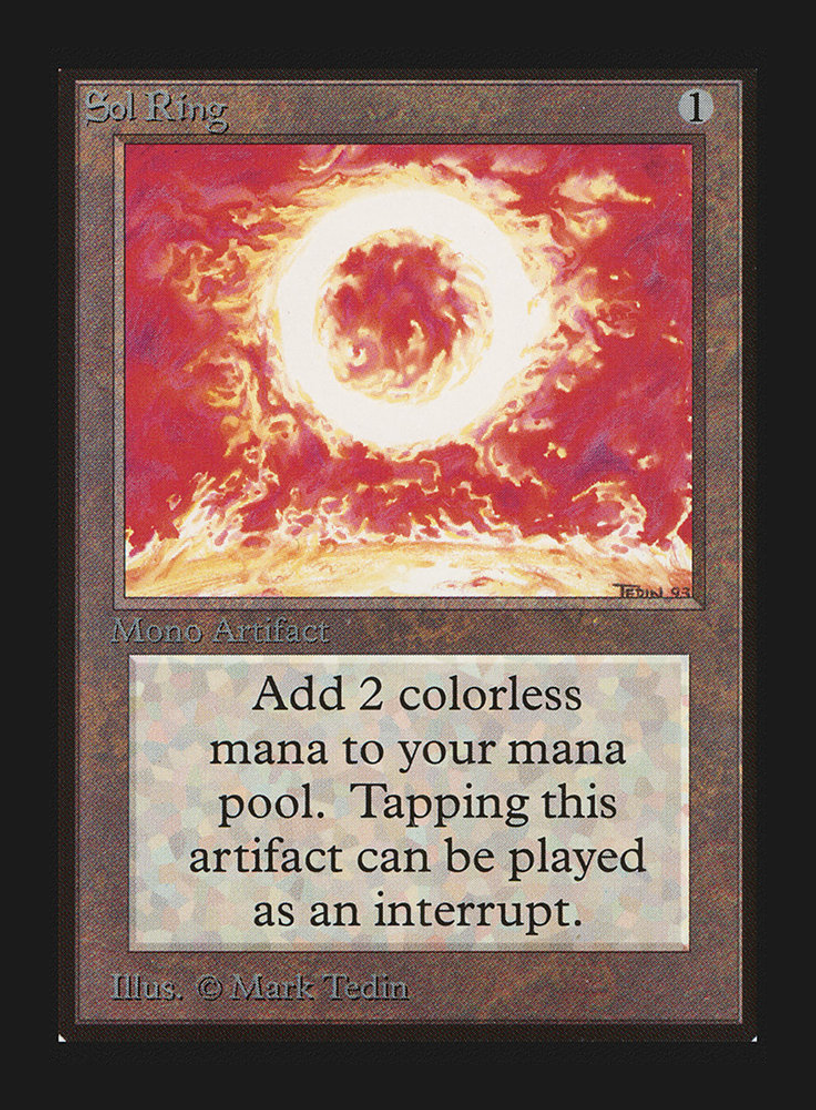 Sol Ring 1
TEDIN 93
Mono Artifact
Add 2 colorless
mana to your mana
pool. Tapping this
artifact can be played
as an interrupt.
Illus. © Mark Tedin